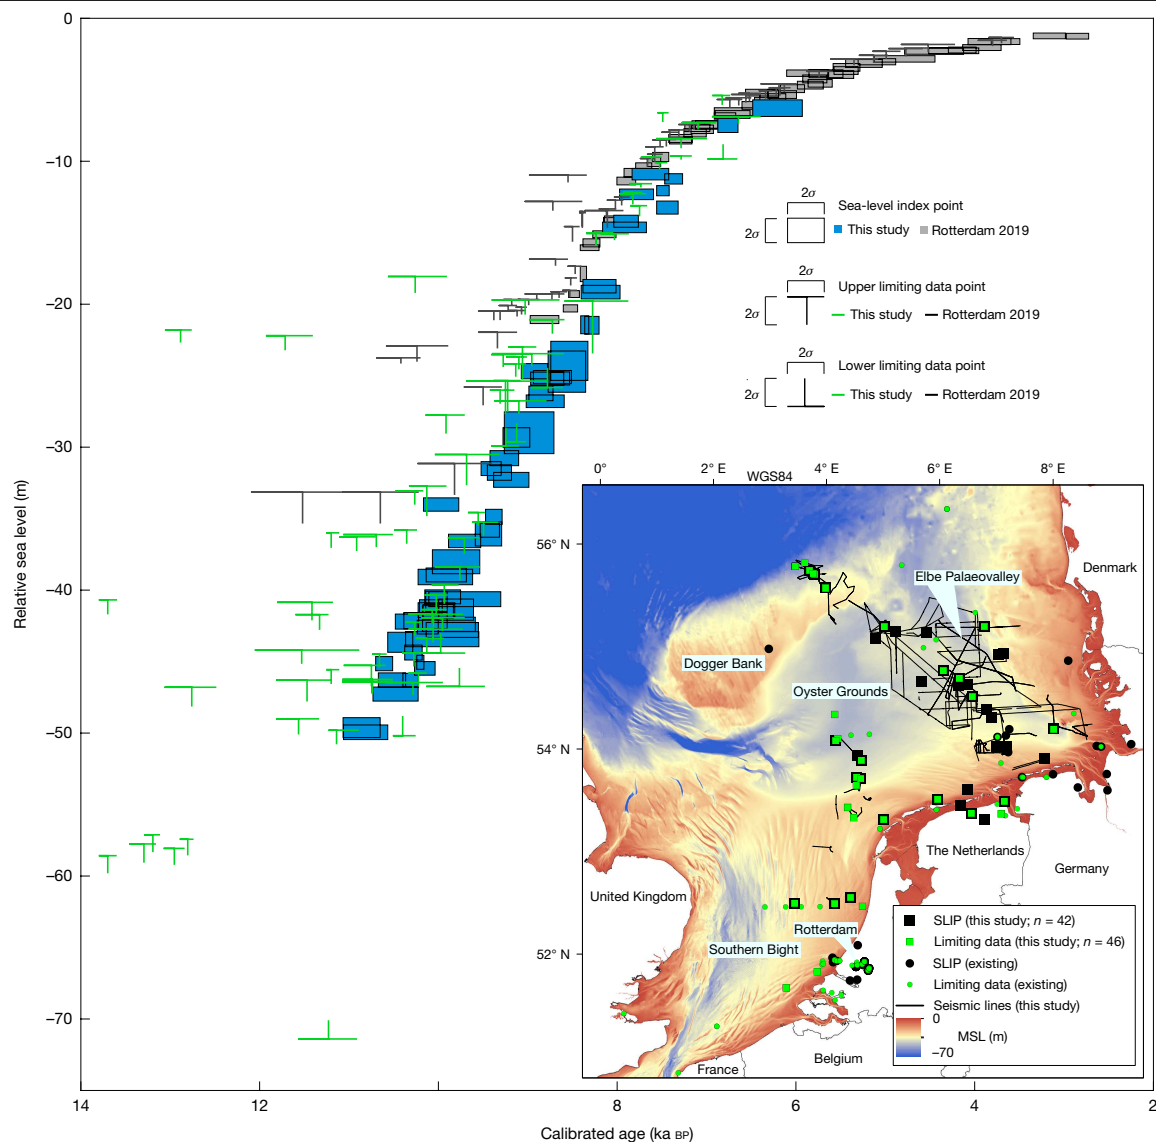 0
−10
−20
−30
−40
−50
−60
−70
Relative sea level (m)
14
12
8
6
4
2
Calibrated age (ka BP)
2σ
Sea-level index point
2σ
This study
Rotterdam 2019
2σ
Upper limiting data point
2σ
This study
Rotterdam 2019
2σ
Lower limiting data point
2σ
This study
Rotterdam 2019
0°
2° E
4° E
6° E
8° E
WGS84
56° N
54° N
52° N
Elbe Palaeovalley
Denmark
Dogger Bank
Oyster Grounds
The Netherlands
Germany
United Kingdom
Rotterdam
Southern Bight
Belgium
France
SLIP (this study; n = 42)
Limiting data (this study; n = 46)
SLIP (existing)
Limiting data (existing)
Seismic lines (this study)
0
MSL (m)
−70